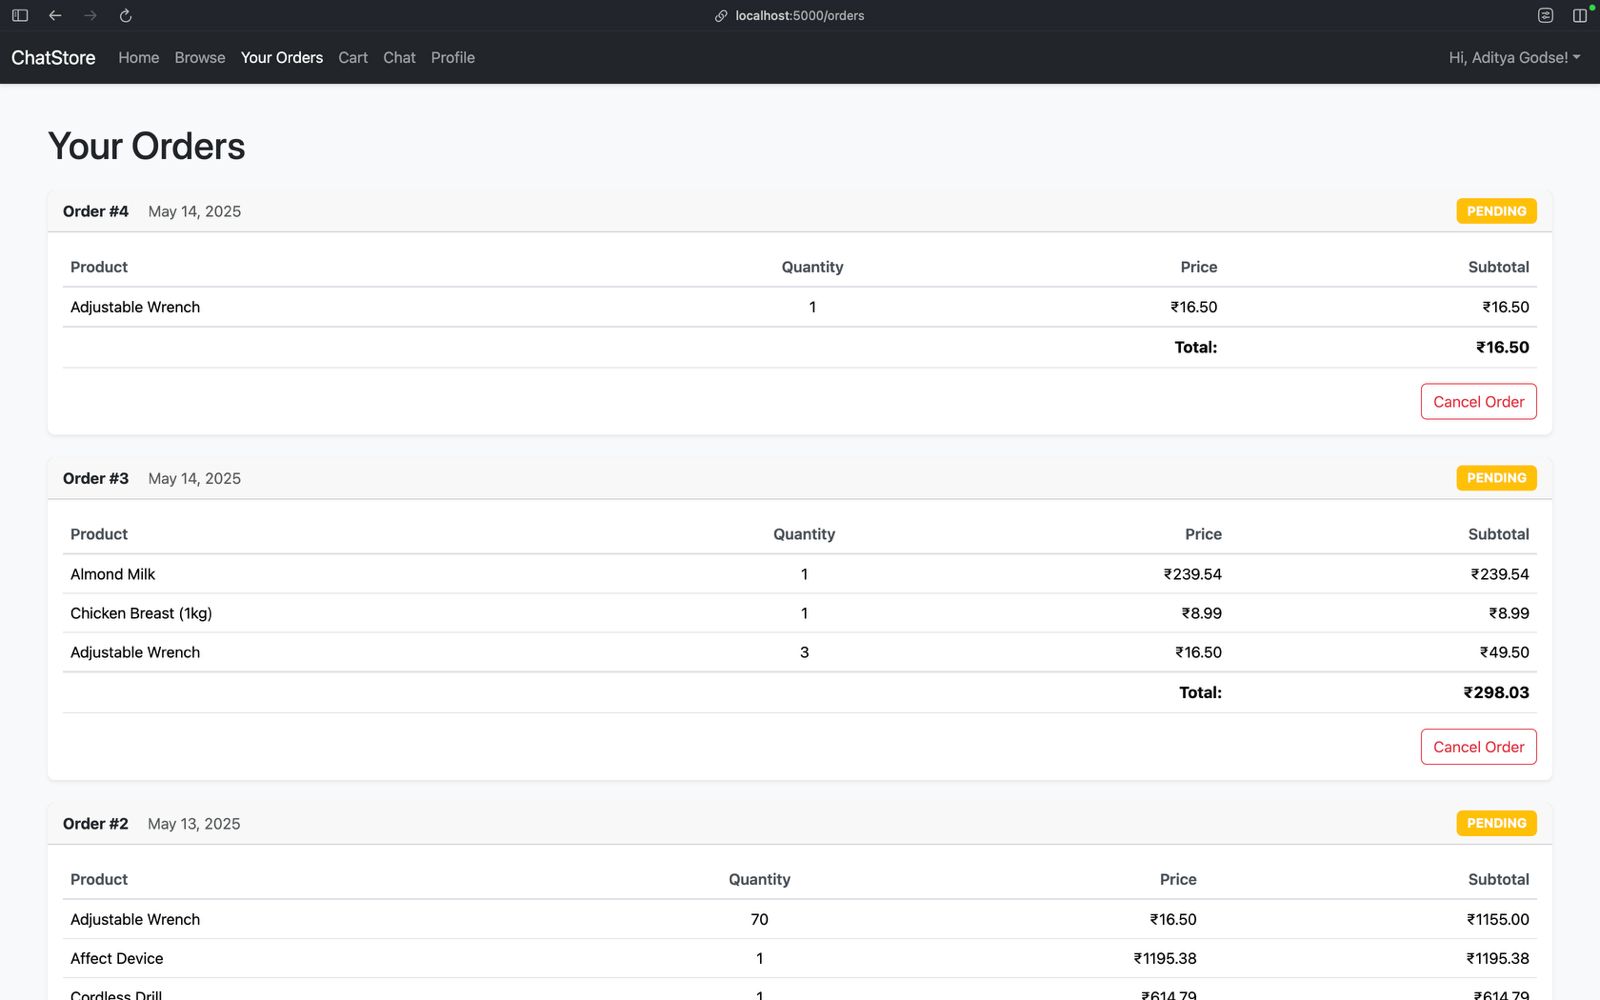 localhost:5000/orders
ChatStore Home Browse Your Orders Cart Chat Profile Hi, Aditya Godse!
Your Orders
Order #4 May 14, 2025 PENDING
Product Quantity Price Subtotal
Adjustable Wrench 1 ₹16.50 ₹16.50
Total: ₹16.50
Cancel Order
Order #3 May 14, 2025 PENDING
Product Quantity Price Subtotal
Almond Milk 1 ₹239.54 ₹239.54
Chicken Breast (1kg) 1 ₹8.99 ₹8.99
Adjustable Wrench 3 ₹16.50 ₹49.50
Total: ₹298.03
Cancel Order
Order #2 May 13, 2025 PENDING
Product Quantity Price Subtotal
Adjustable Wrench 70 ₹16.50 ₹1155.00
Affect Device 1 ₹1195.38 ₹1195.38
Cordless Drill 1 ₹614.79 ₹614.79